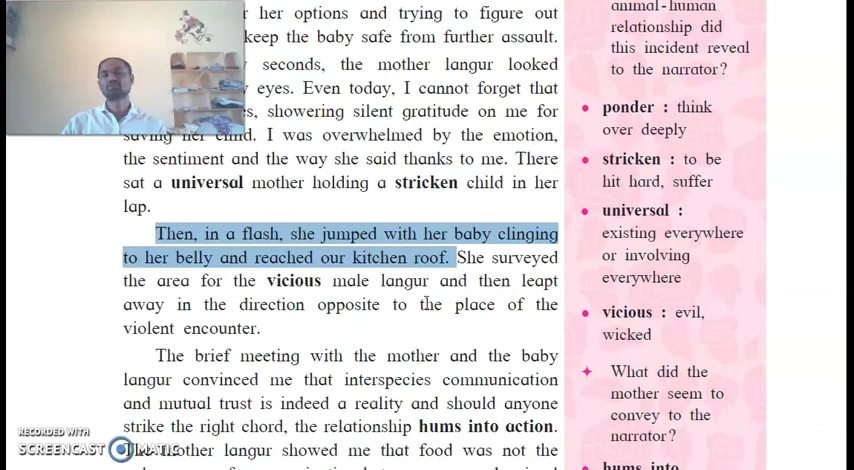 her options and trying to figure out
keep the baby safe from further assault.
seconds, the mother langur looked
eyes. Even today, I cannot forget that
showering silent gratitude on me for
saving her child. I was overwhelmed by the emotion,
the sentiment and the way she said thanks to me. There
sat a universal mother holding a stricken child in her
lap.
Then, in a flash, she jumped with her baby clinging
to her belly and reached our kitchen roof. She surveyed
the area for the vicious male langur and then leapt
away in the direction opposite to the place of the
violent encounter.
The brief meeting with the mother and the baby
langur convinced me that interspecies communication
and mutual trust is indeed a reality and should anyone
strike the right chord, the relationship hums into action.
mother langur showed me that food was not the
animal-human
relationship did
this incident reveal
to the narrator?
• ponder : think
over deeply
• stricken : to be
hit hard, suffer
• universal :
existing everywhere
or involving
everywhere
• vicious : evil,
wicked
✦ What did the
mother seem to
convey to the
narrator?
• hums into
RECORDED WITH
SCREENCAST MATIC